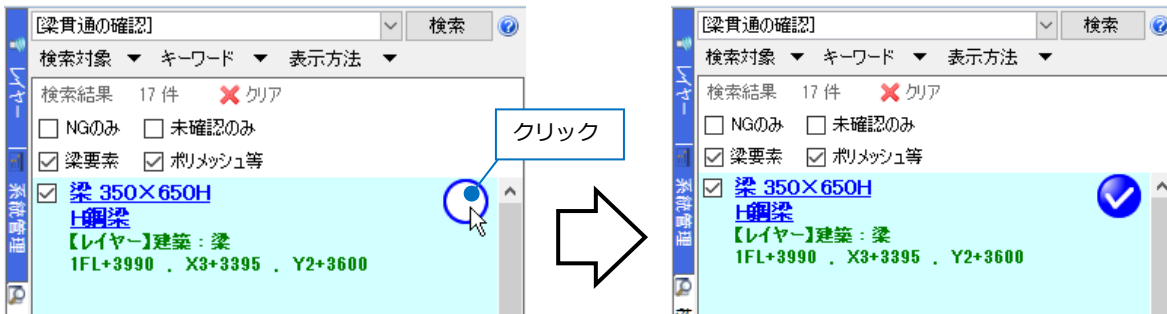 [梁貫通の確認] 検索
検索対象 ▼ キーワード ▼ 表示方法 ▼
検索結果 17 件 クリア
NGのみ 未確認のみ
梁要素 ポリメッシュ等
梁 350×650H
H鋼梁
【レイヤー】建築：梁
1FL+3990 . X3+3395 . Y2+3600
レイヤー
系統管理
クリック
[梁貫通の確認] 検索
検索対象 ▼ キーワード ▼ 表示方法 ▼
検索結果 17 件 クリア
NGのみ 未確認のみ
梁要素 ポリメッシュ等
梁 350×650H
H鋼梁
【レイヤー】建築：梁
1FL+3990 . X3+3395 . Y2+3600
レイヤー
系統管理